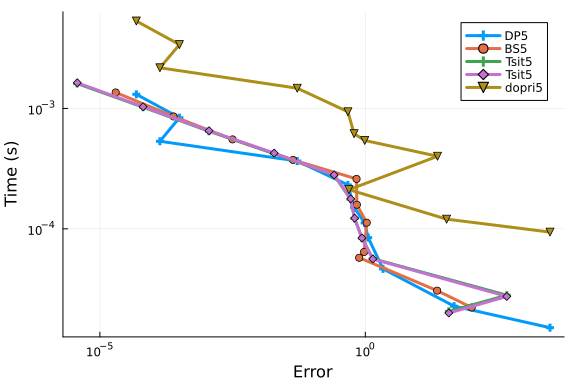 DP5
BS5
Tsit5
Tsit5
dopri5
10⁻³
10⁻⁴
Time (s)
10⁻⁵
10⁰
Error